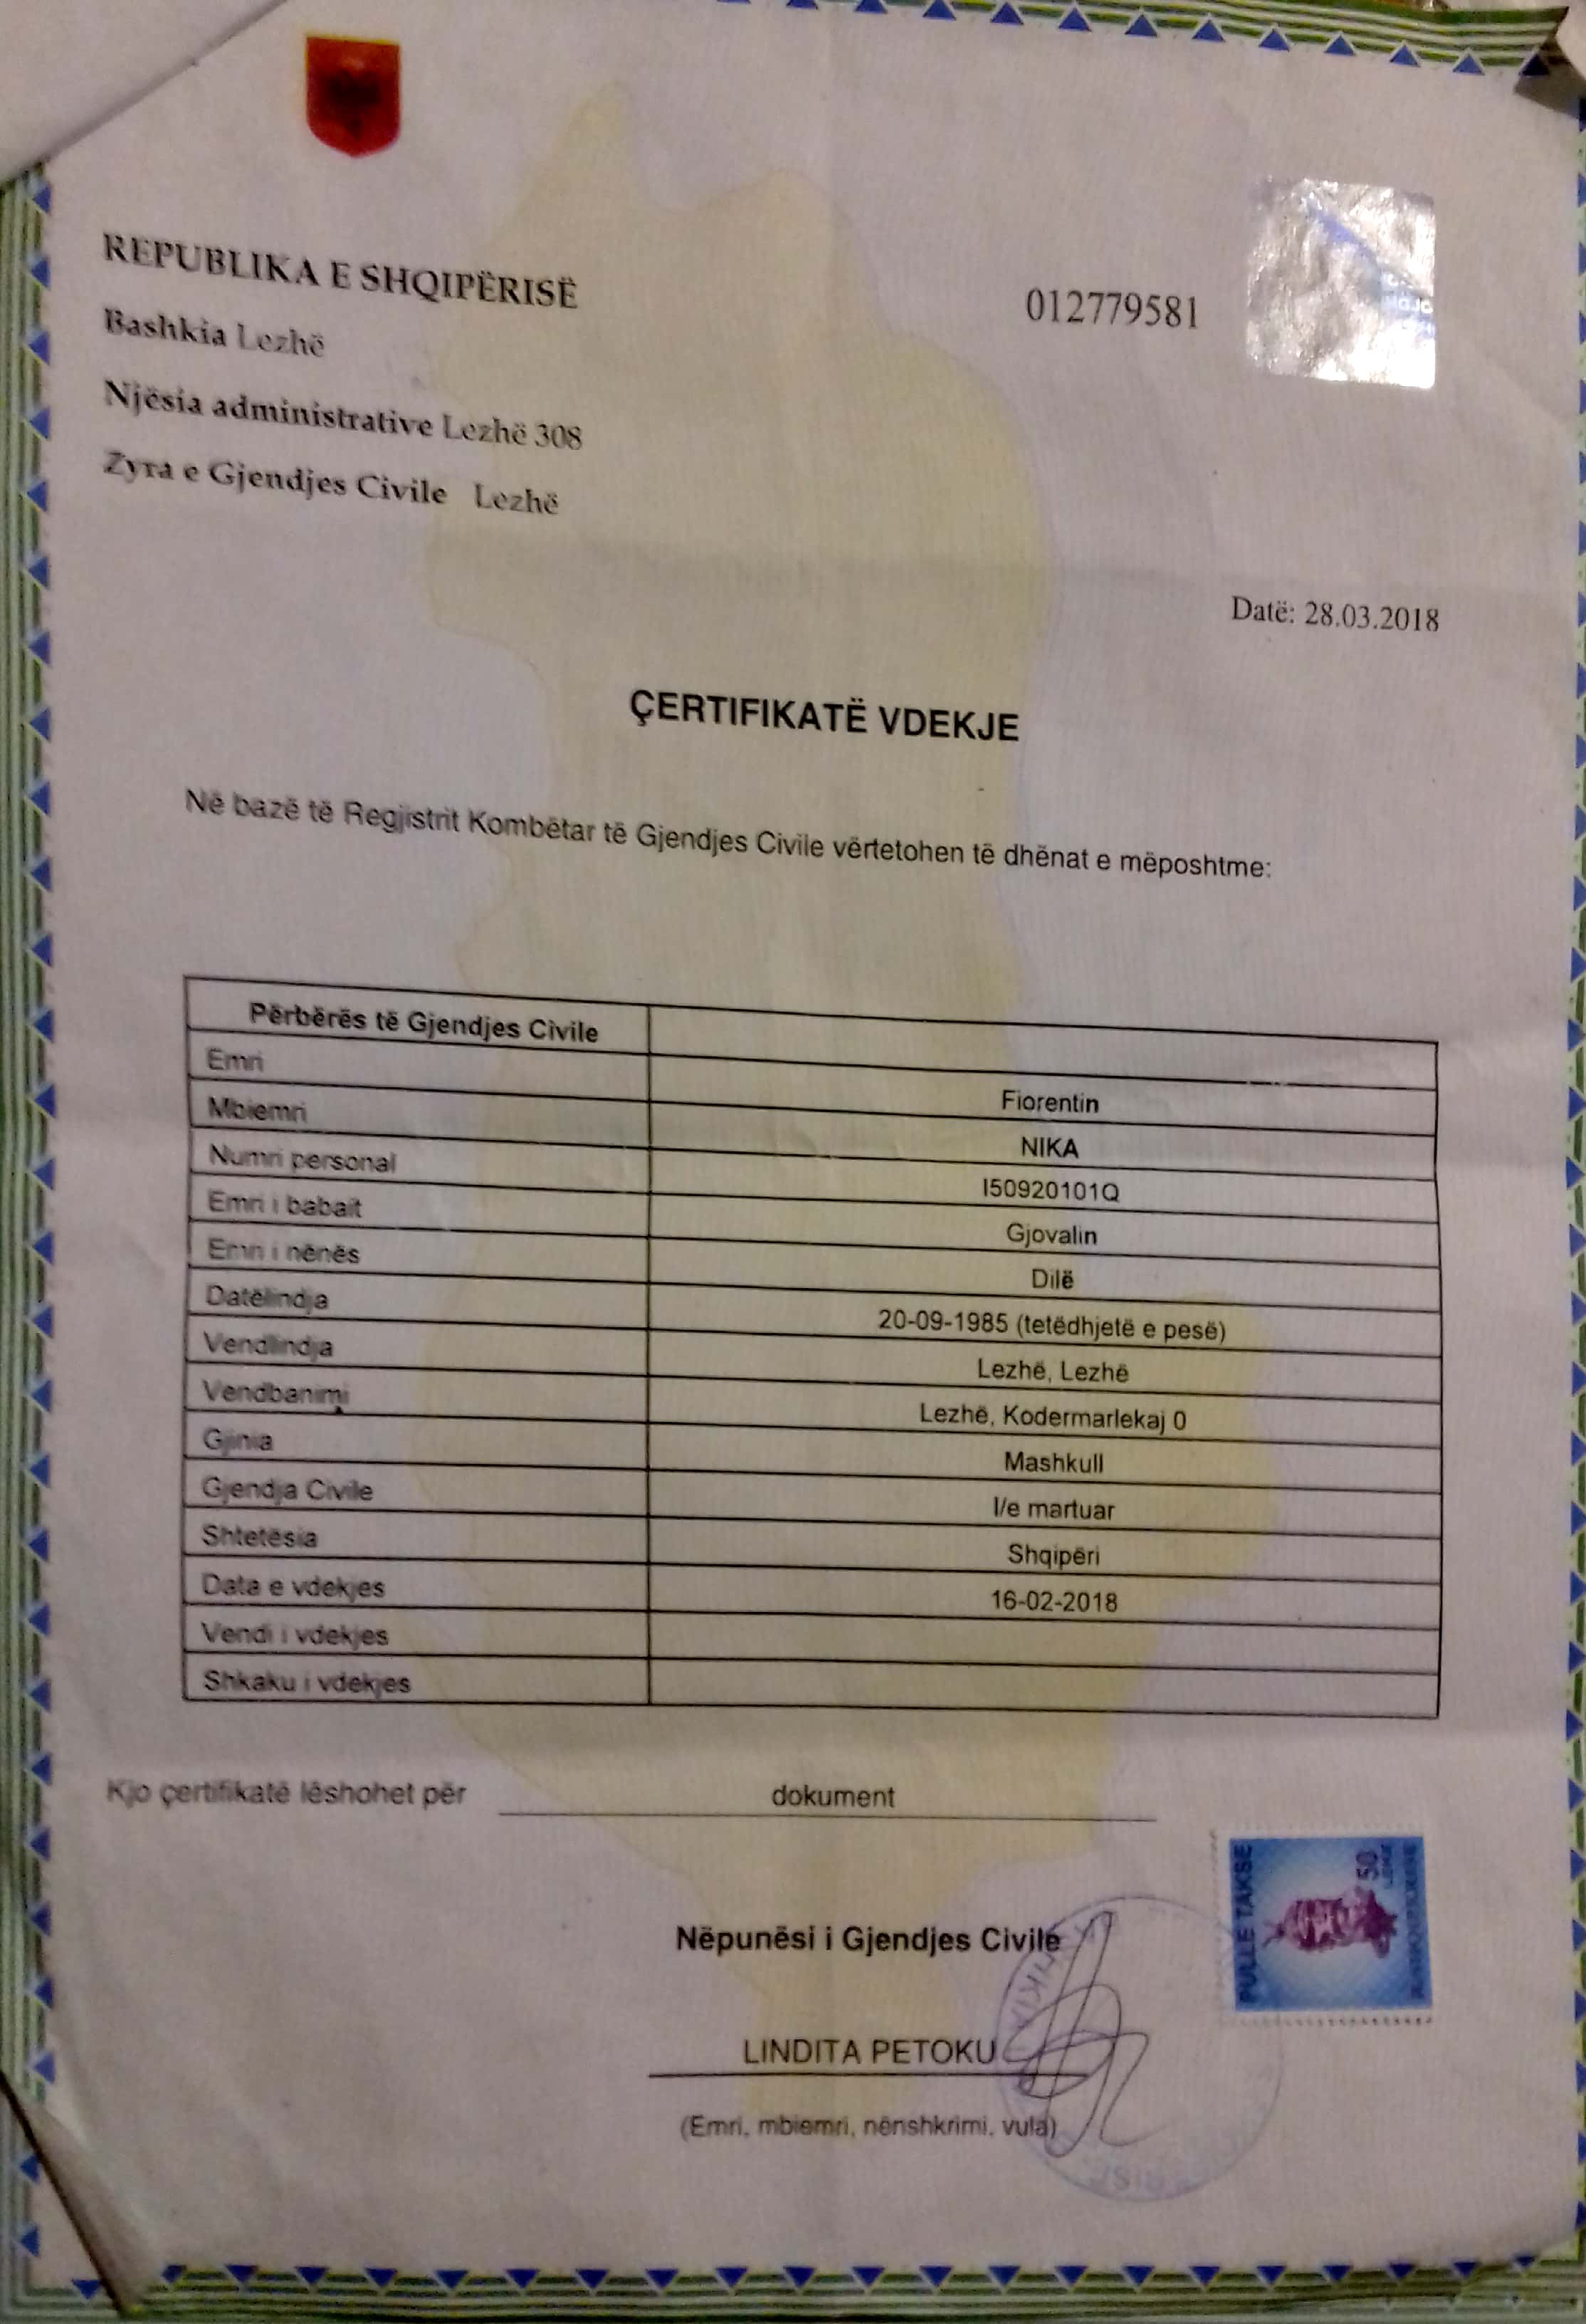 REPUBLIKA E SHQIPËRISË
012779581
Bashkia Lezhë
Njësia administrative Lezhë 308
Zyra e Gjendjes Civile Lezhë
Datë: 28.03.2018
ÇERTIFIKATË VDEKJE
Në bazë të Regjistrit Kombëtar të Gjendjes Civile vërtetohen të dhënat e mëposhtme:
Përbërës të Gjendjes Civile
Emri Fiorentin
Mbiemri NIKA
Numri personal I50920101Q
Emri i babait Gjovalin
Emri i nënës Dilë
Datëlindja 20-09-1985 (tetëdhjetë e pesë)
Vendlindja Lezhë, Lezhë
Vendbanimi Lezhë, Kodermarlekaj 0
Gjinia Mashkull
Gjendja Civile I/e martuar
Shtetësia Shqipëri
Data e vdekjes 16-02-2018
Vendi i vdekjes
Shkaku i vdekjes
Kjo çertifikatë lëshohet për dokument
PULLË TAKSE
50
Nëpunësi i Gjendjes Civile
LINDITA PETOKU
(Emri, mbiemri, nënshkrimi, vula)